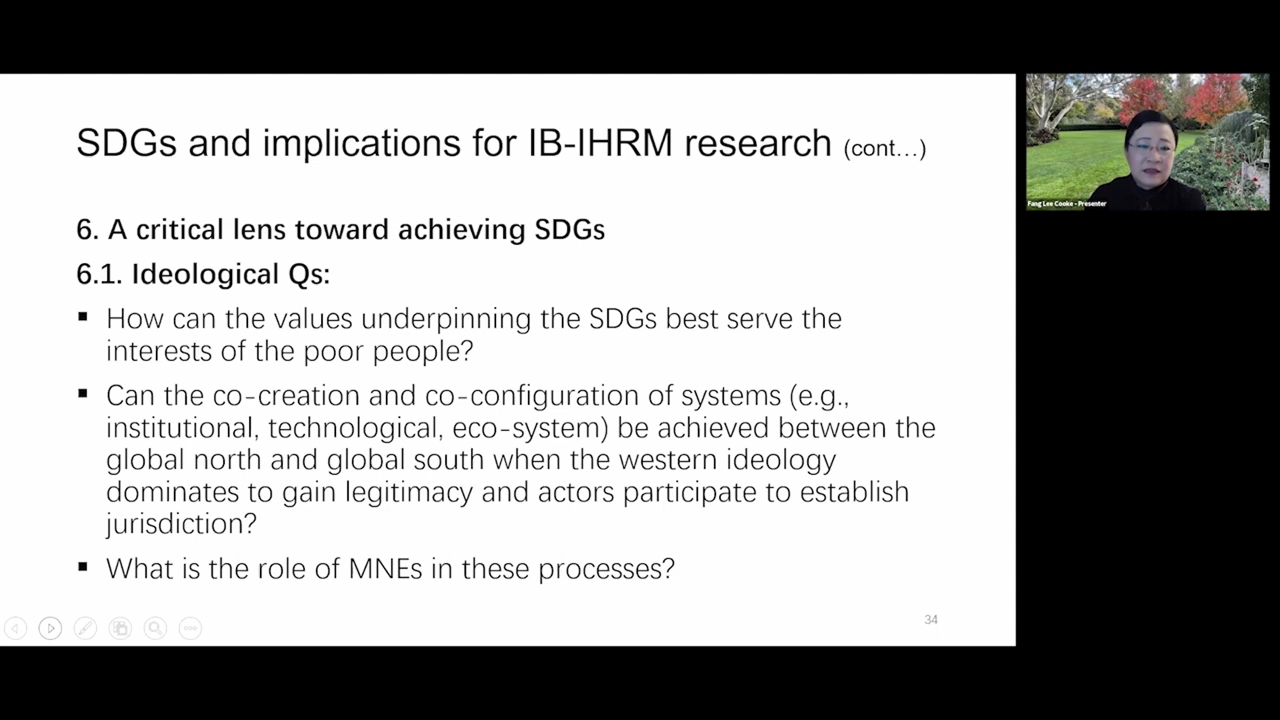 SDGs and implications for IB-IHRM research (cont...)
6. A critical lens toward achieving SDGs
6.1. Ideological Qs:
▪ How can the values underpinning the SDGs best serve the
interests of the poor people?
▪ Can the co-creation and co-configuration of systems (e.g.,
institutional, technological, eco-system) be achieved between the
global north and global south when the western ideology
dominates to gain legitimacy and actors participate to establish
jurisdiction?
▪ What is the role of MNEs in these processes?
34
Fang Lee Cooke - Presenter